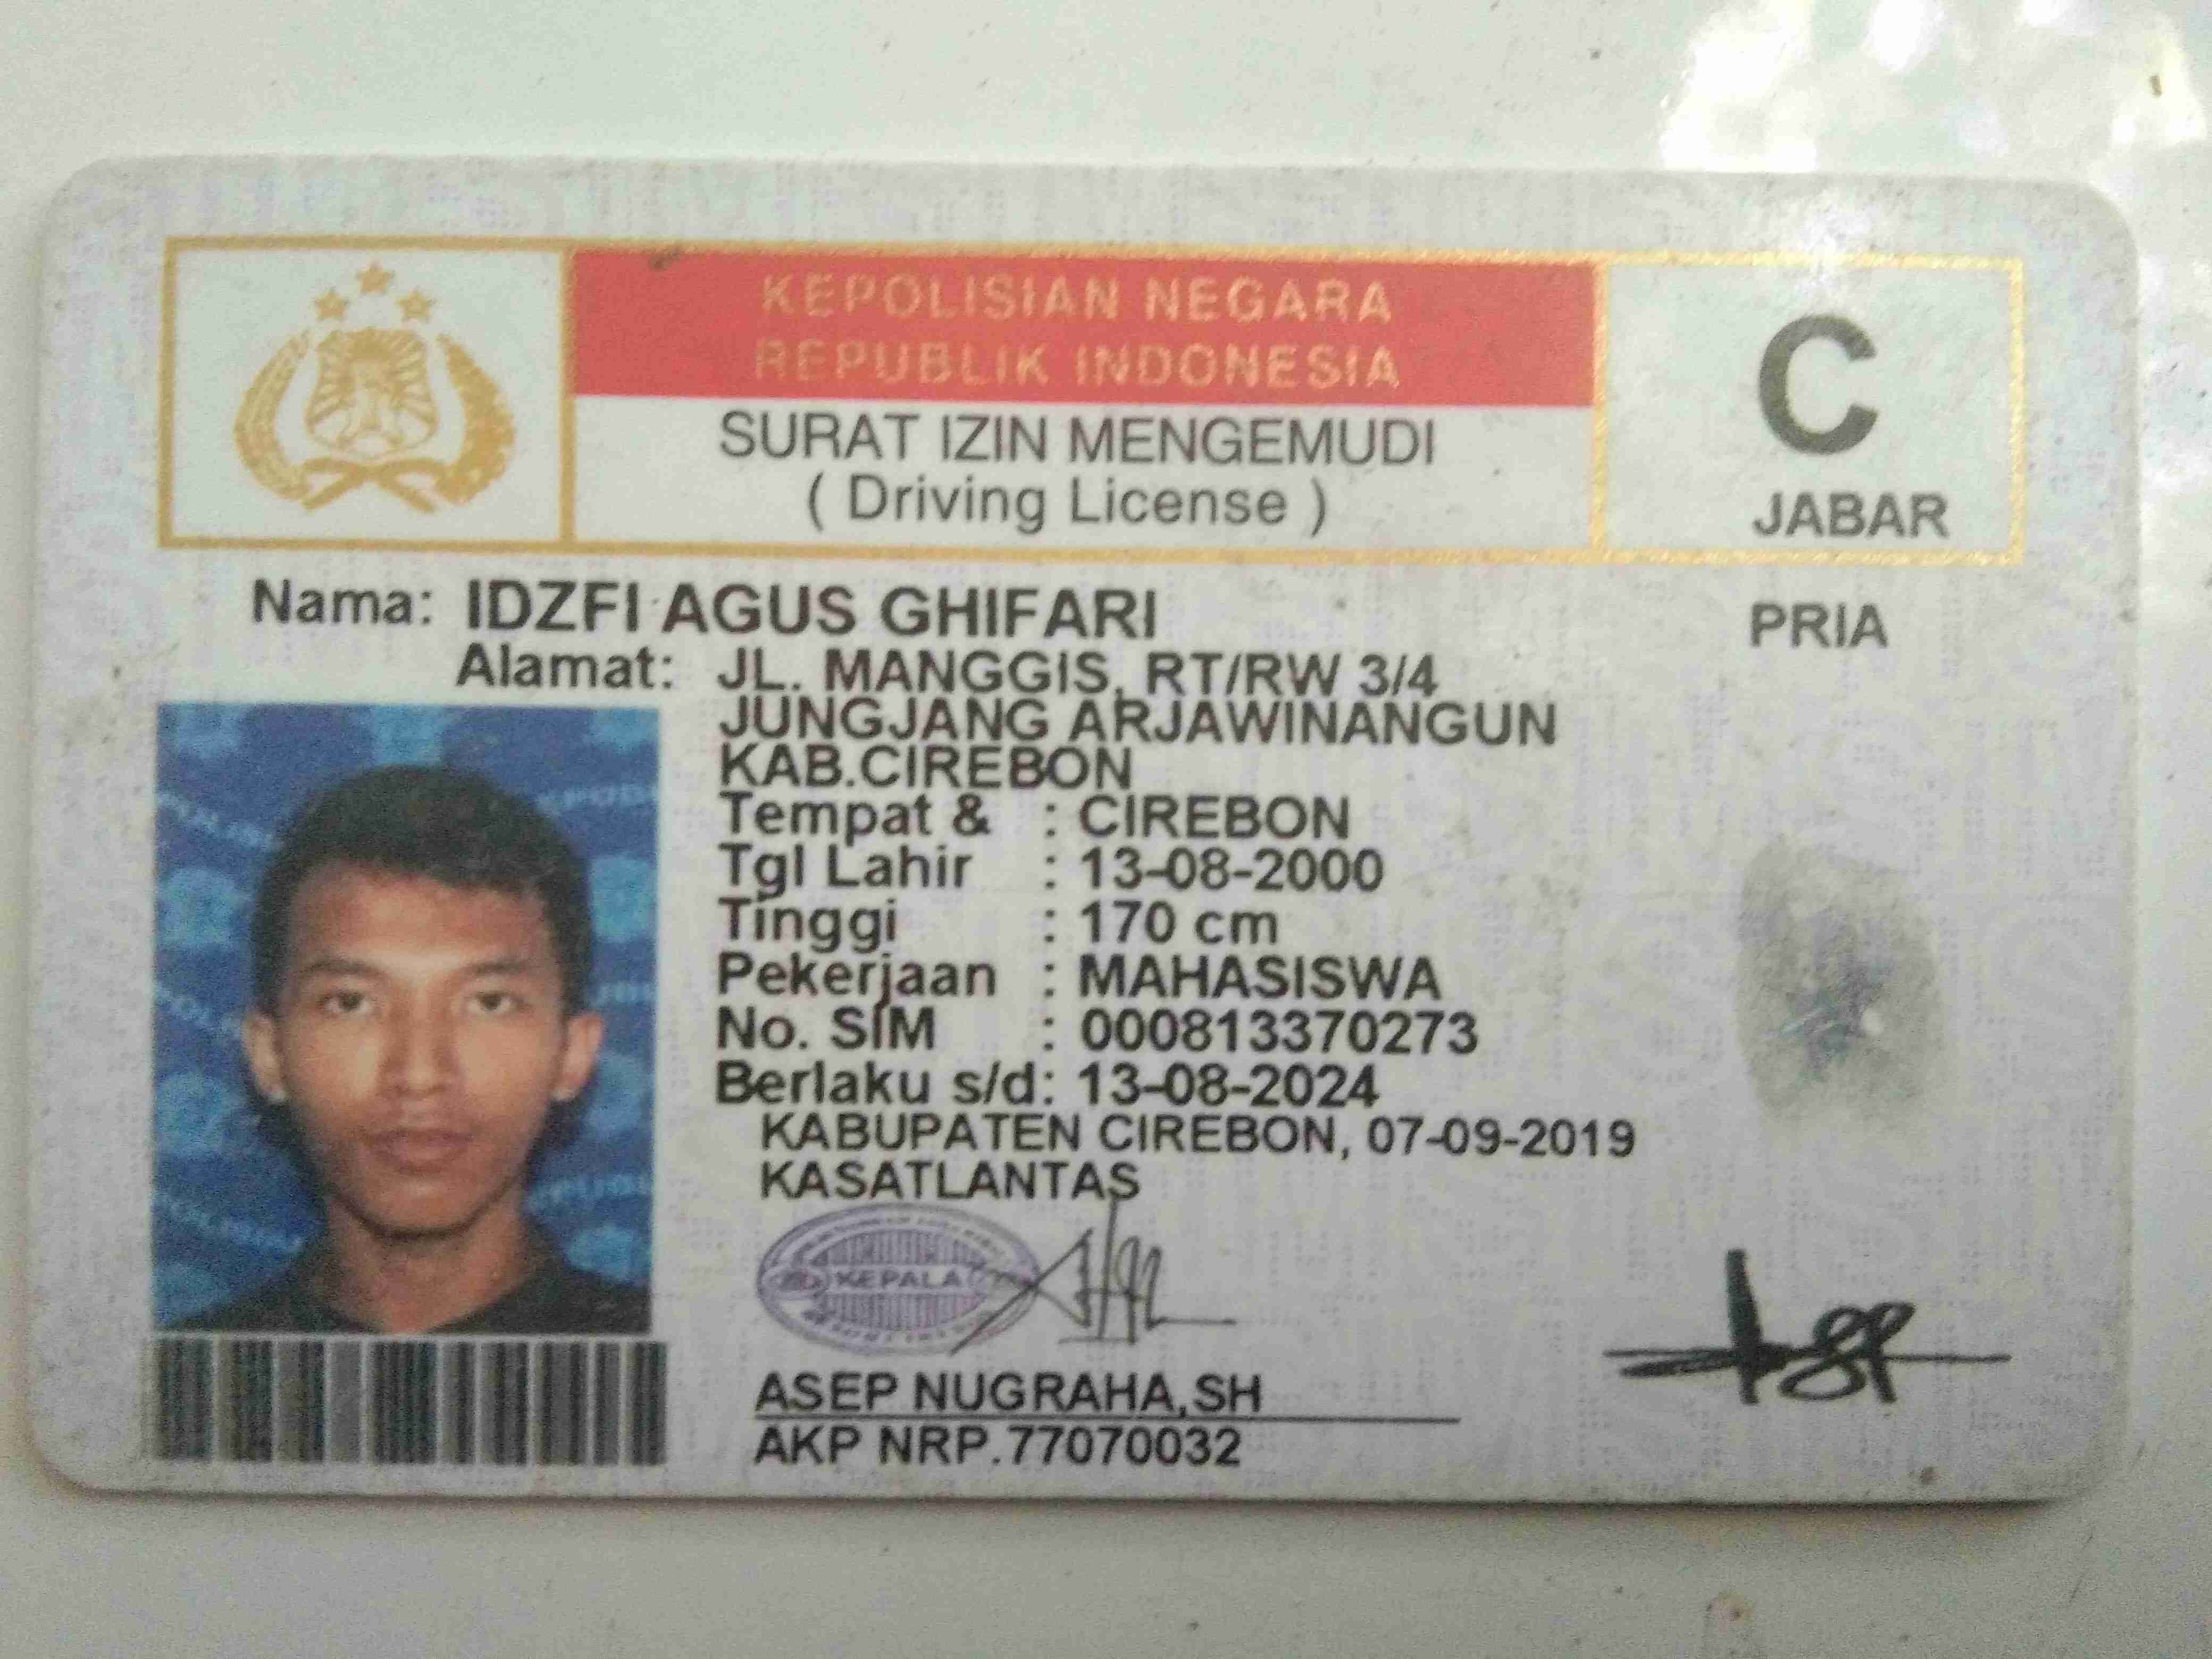 KEPOLISIAN NEGARA
REPUBLIK INDONESIA
SURAT IZIN MENGEMUDI
( Driving License )
C
JABAR
Nama: IDZFI AGUS GHIFARI
PRIA
Alamat: JL. MANGGIS, RT/RW 3/4
JUNGJANG ARJAWINANGUN
KAB.CIREBON
Tempat & : CIREBON
Tgl Lahir : 13-08-2000
Tinggi : 170 cm
Pekerjaan : MAHASISWA
No. SIM : 000813370273
Berlaku s/d: 13-08-2024
KABUPATEN CIREBON, 07-09-2019
KASATLANTAS
KEPALA
ASEP NUGRAHA,SH
AKP NRP.77070032